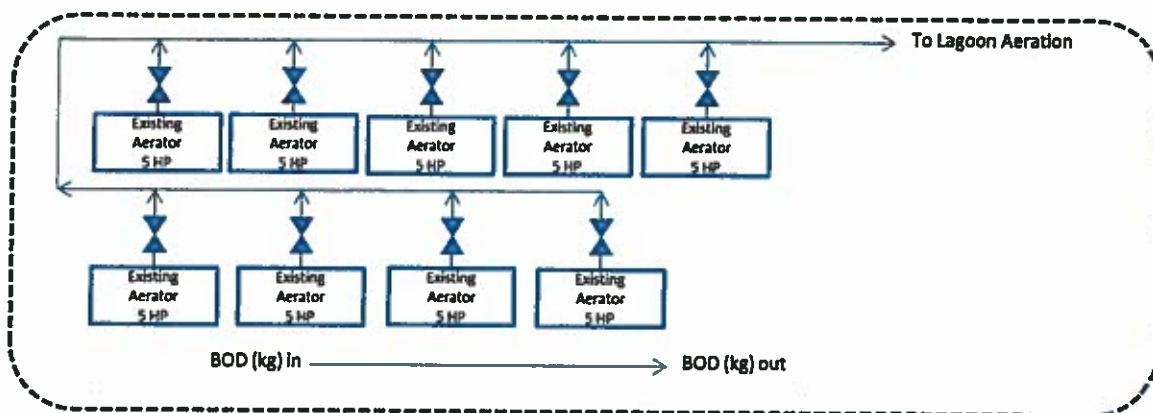 To Lagoon Aeration
Existing
Aerator
5 HP
Existing
Aerator
5 HP
Existing
Aerator
5 HP
Existing
Aerator
5 HP
Existing
Aerator
5 HP
Existing
Aerator
5 HP
Existing
Aerator
5 HP
Existing
Aerator
5 HP
Existing
Aerator
5 HP
BOD (kg) in
BOD (kg) out